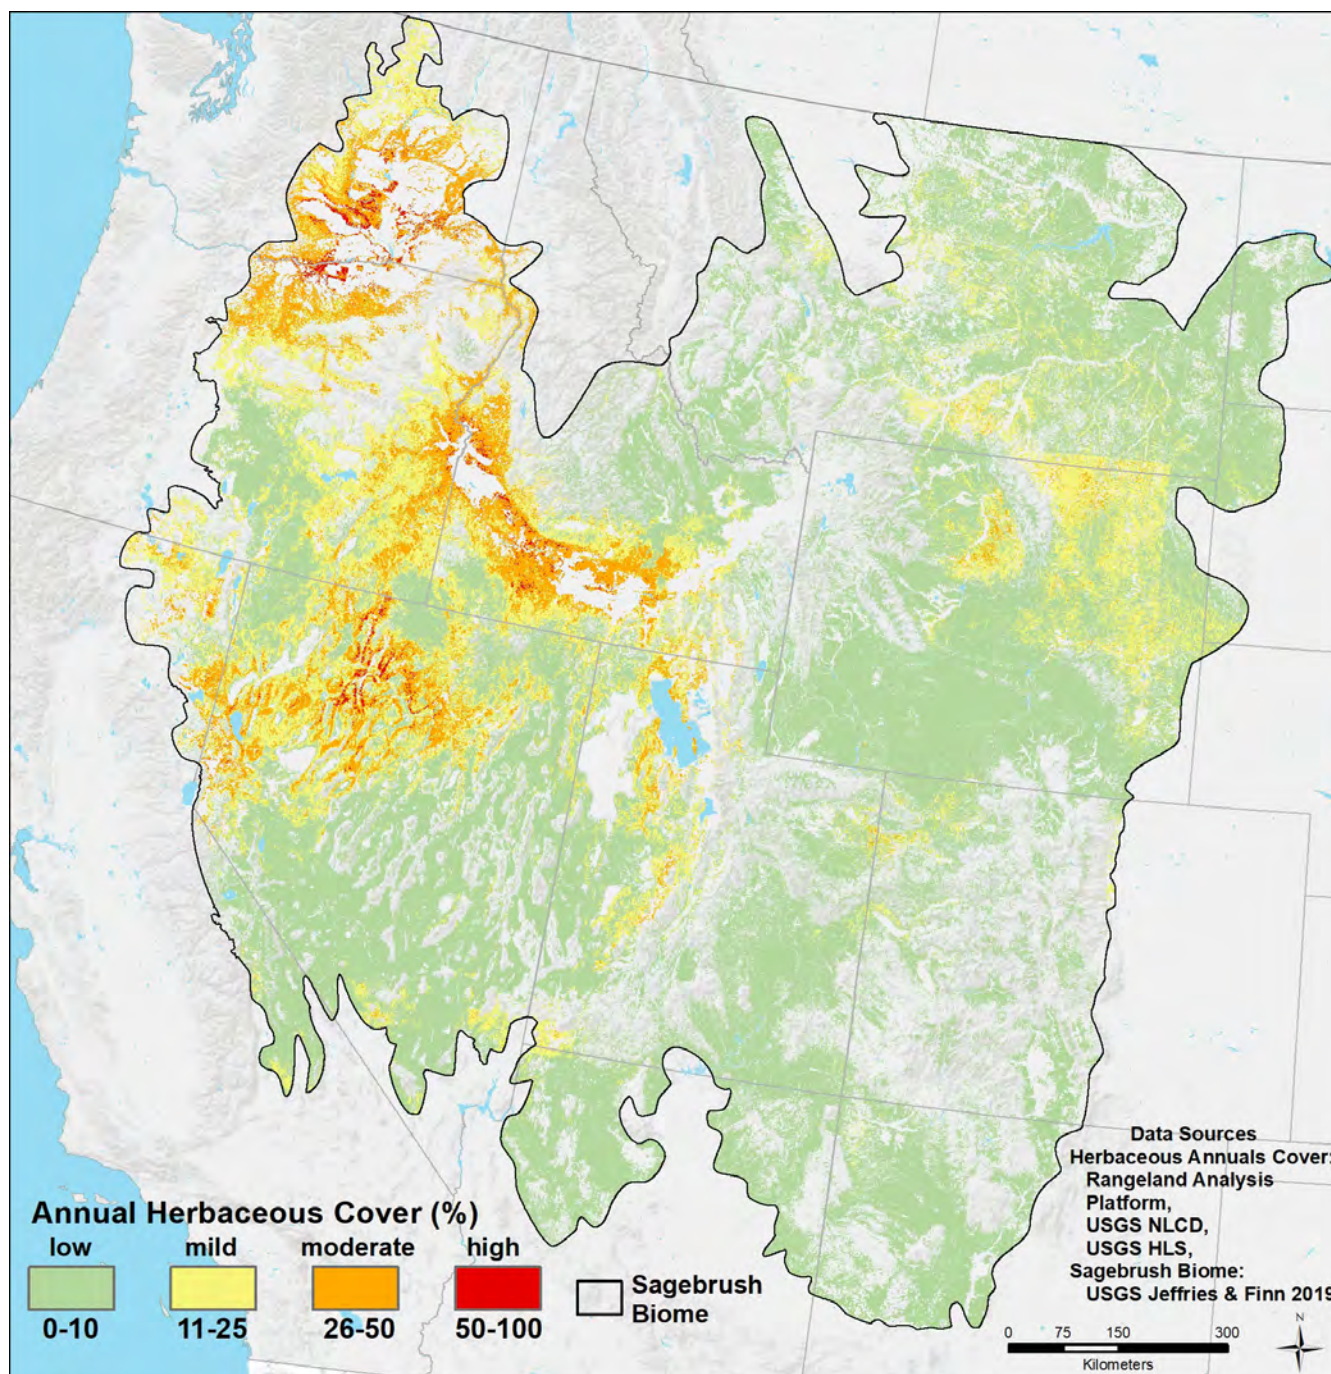 Data Sources
Herbaceous Annuals Cover:
Rangeland Analysis
Platform,
USGS NLCD,
USGS HLS,
Sagebrush Biome:
USGS Jeffries & Finn 2019
Annual Herbaceous Cover (%)
low mild moderate high
0-10 11-25 26-50 50-100
Sagebrush
Biome
N
0 75 150 300
Kilometers